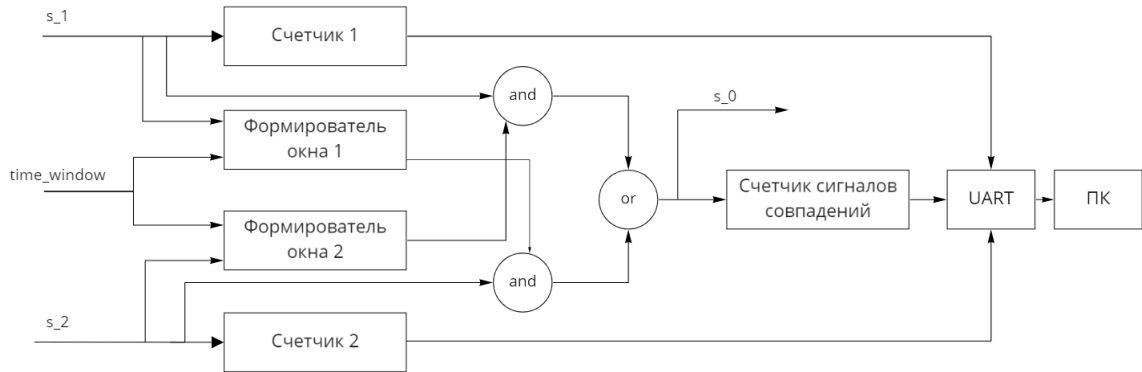 s_1
Счетчик 1
and
s_0
Формирователь
окна 1
time_window
or
Счетчик сигналов
совпадений
UART
ПК
Формирователь
окна 2
and
s_2
Счетчик 2